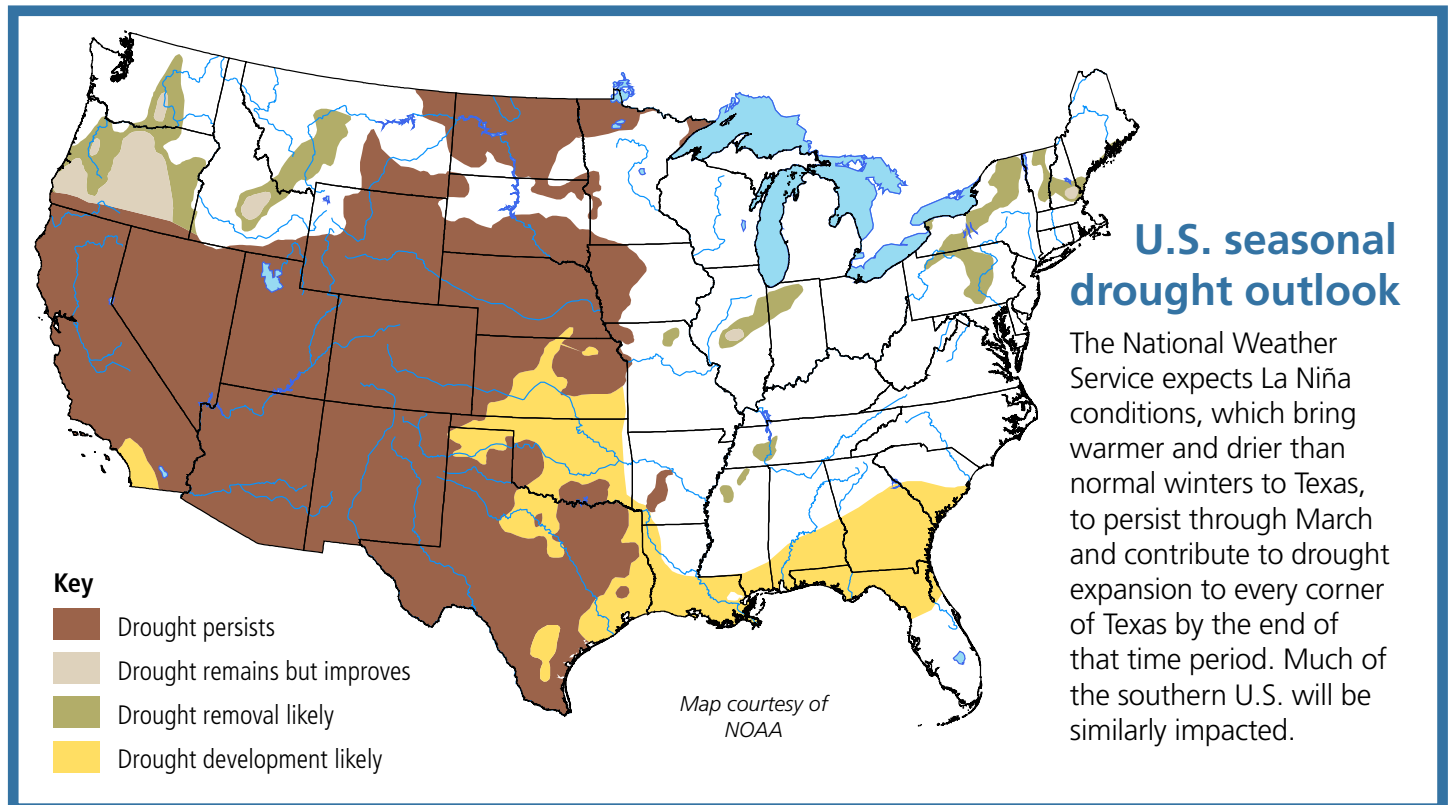 U.S. seasonal
drought outlook
The National Weather
Service expects La Niña
conditions, which bring
warmer and drier than
normal winters to Texas,
to persist through March
and contribute to drought
expansion to every corner
of Texas by the end of
that time period. Much of
the southern U.S. will be
similarly impacted.
Key
Drought persists
Drought remains but improves
Drought removal likely
Drought development likely
Map courtesy of
NOAA